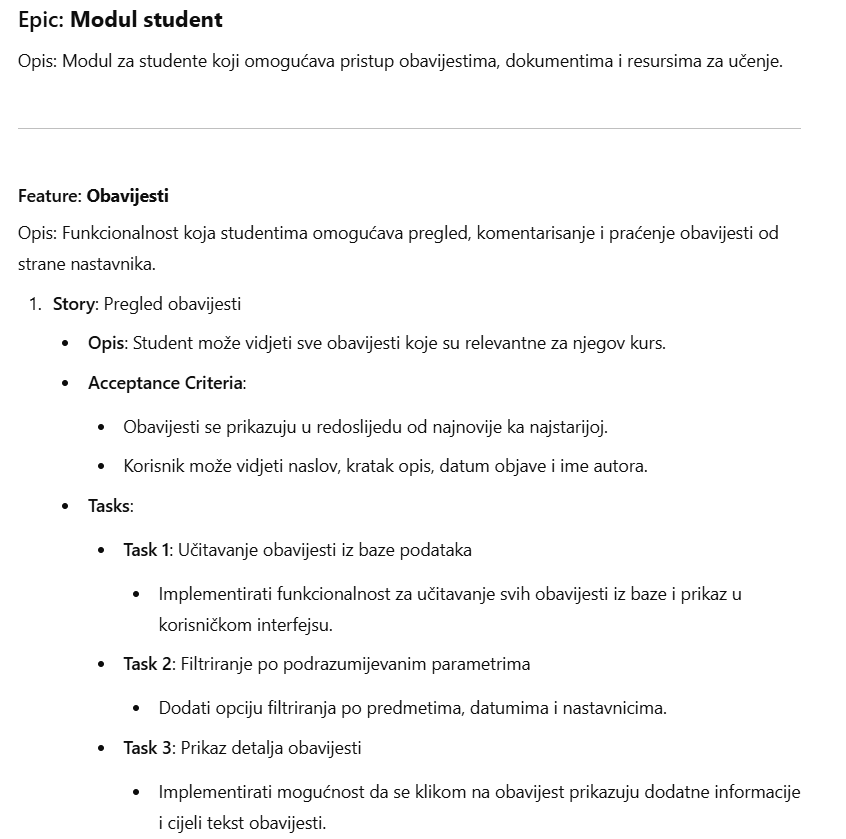 Epic: Modul student
Opis: Modul za studente koji omogućava pristup obavijestima, dokumentima i resursima za učenje.
Feature: Obavijesti
Opis: Funkcionalnost koja studentima omogućava pregled, komentarisanje i praćenje obavijesti od
strane nastavnika.
1. Story: Pregled obavijesti
• Opis: Student može vidjeti sve obavijesti koje su relevantne za njegov kurs.
• Acceptance Criteria:
• Obavijesti se prikazuju u redoslijedu od najnovije ka najstarijoj.
• Korisnik može vidjeti naslov, kratak opis, datum objave i ime autora.
• Tasks:
• Task 1: Učitavanje obavijesti iz baze podataka
• Implementirati funkcionalnost za učitavanje svih obavijesti iz baze i prikaz u
korisničkom interfejsu.
• Task 2: Filtriranje po podrazumijevanim parametrima
• Dodati opciju filtriranja po predmetima, datumima i nastavnicima.
• Task 3: Prikaz detalja obavijesti
• Implementirati mogućnost da se klikom na obavijest prikazuju dodatne informacije
i cijeli tekst obavijesti.